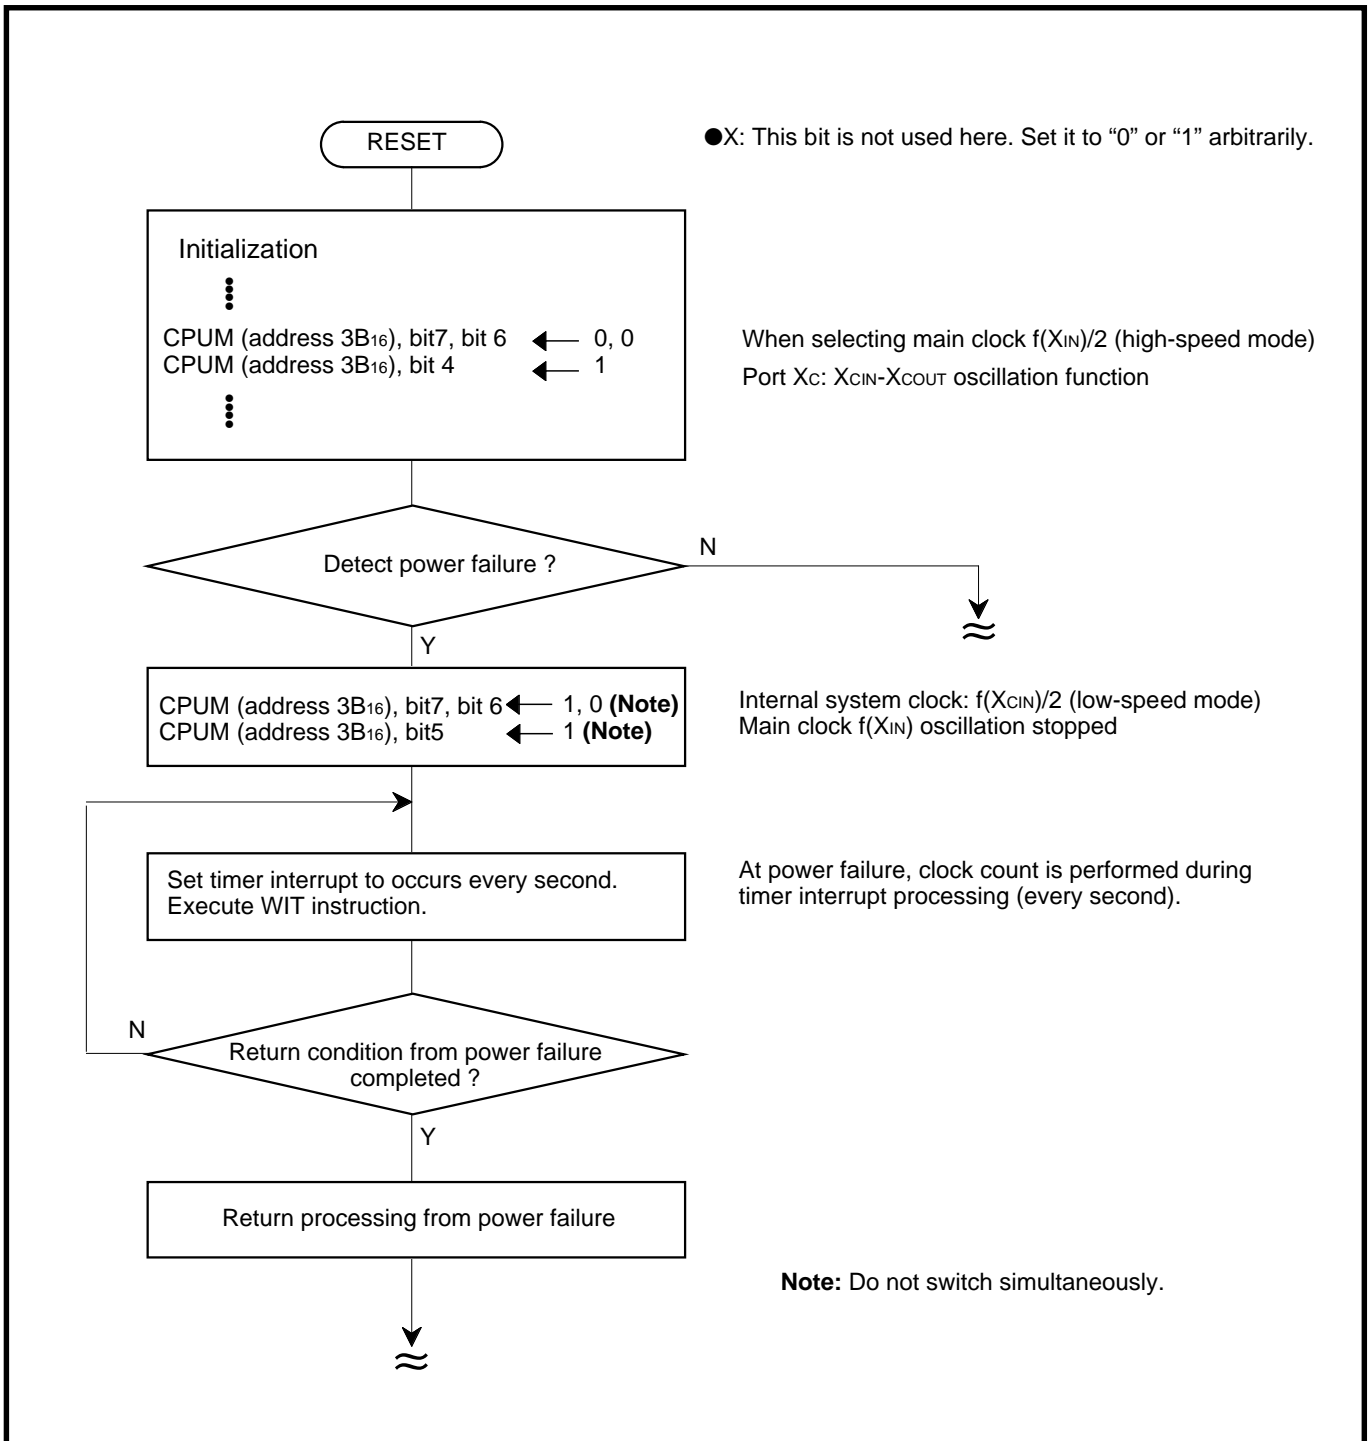 RESET
●X: This bit is not used here. Set it to “0” or “1” arbitrarily.
Initialization
CPUM (address 3B16), bit7, bit 6 ← 0, 0
When selecting main clock f(XIN)/2 (high-speed mode)
CPUM (address 3B16), bit 4 ← 1
Port XC: XCIN-XCOUT oscillation function
Detect power failure ?
N
Y
CPUM (address 3B16), bit7, bit 6 ← 1, 0 (Note)
Internal system clock: f(XCIN)/2 (low-speed mode)
CPUM (address 3B16), bit5 ← 1 (Note)
Main clock f(XIN) oscillation stopped
Set timer interrupt to occurs every second.
Execute WIT instruction.
At power failure, clock count is performed during
timer interrupt processing (every second).
N
Return condition from power failure
completed ?
Y
Return processing from power failure
Note: Do not switch simultaneously.